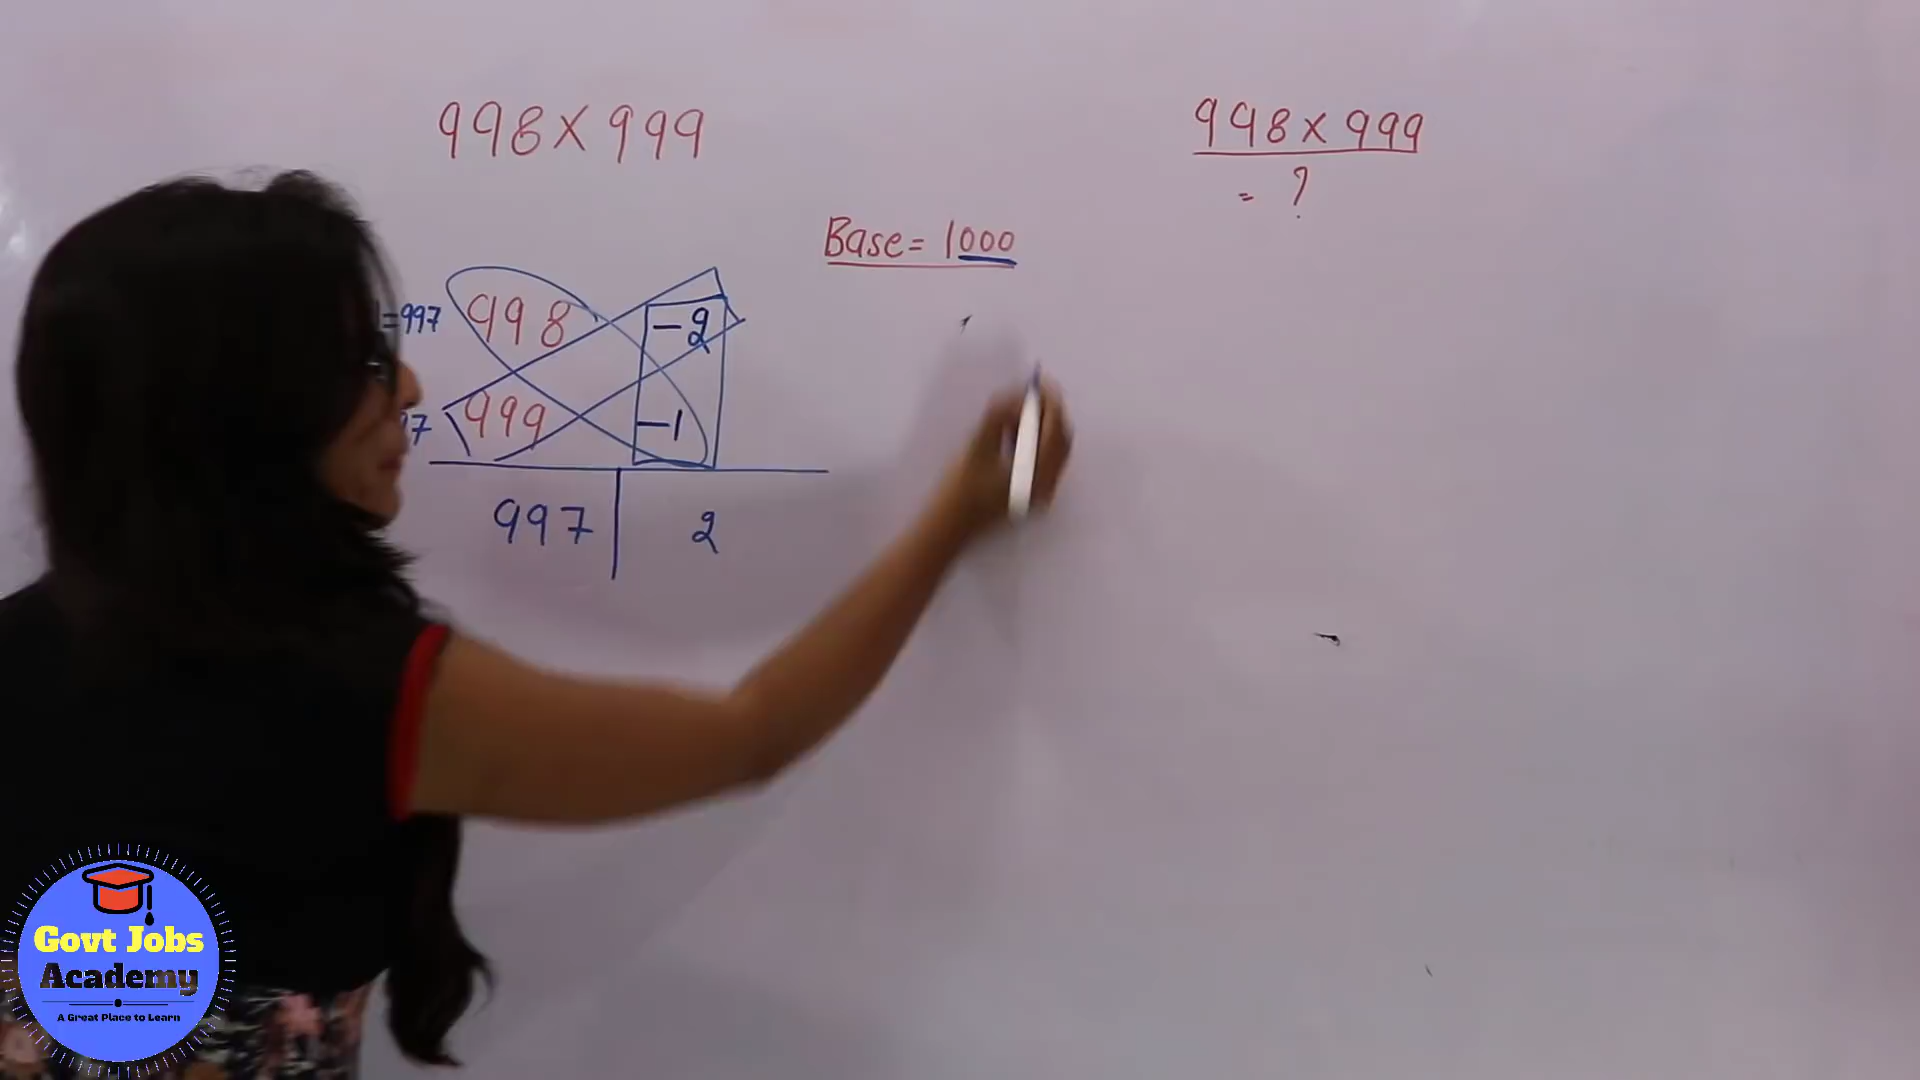 998 × 999
998 × 999
= ?
Base = 1000
=997 998 -2
7 999 -1
997 2
Govt Jobs
Academy
A Great Place to Learn